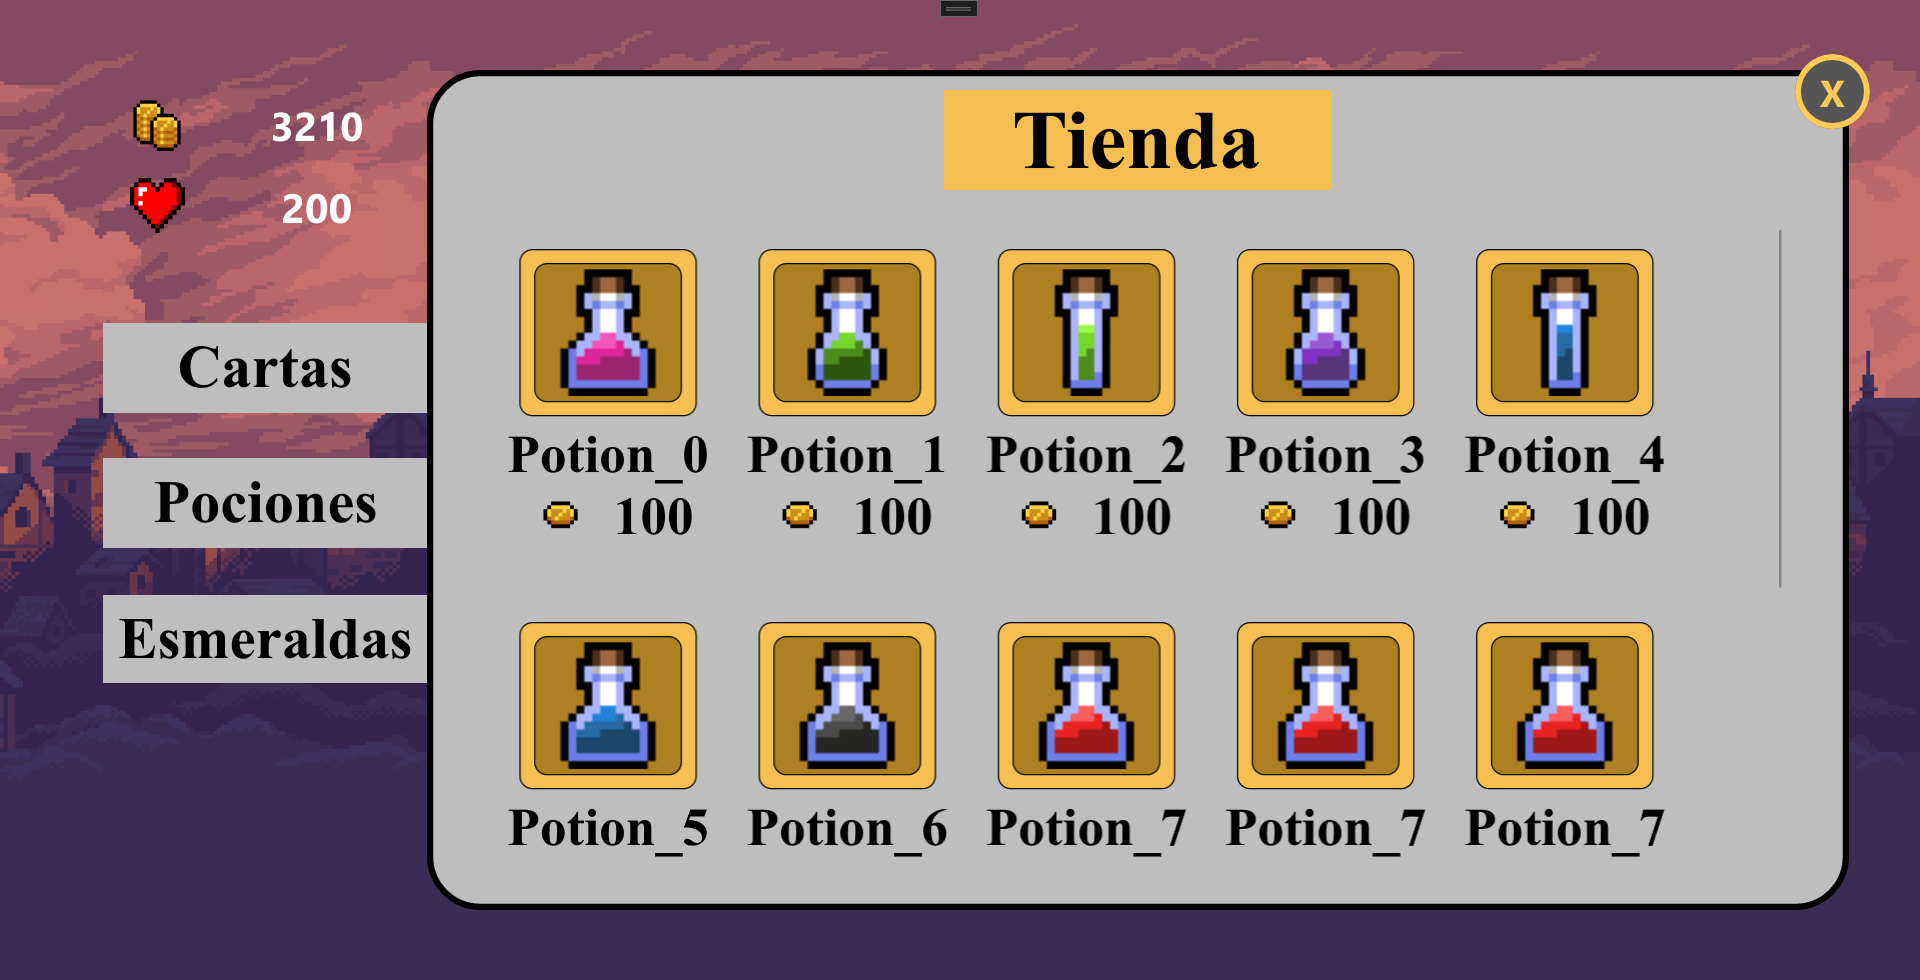 3210
200
Cartas
Pociones
Esmeraldas
Tienda
X
Potion_0 Potion_1 Potion_2 Potion_3 Potion_4
100 100 100 100 100
Potion_5 Potion_6 Potion_7 Potion_7 Potion_7